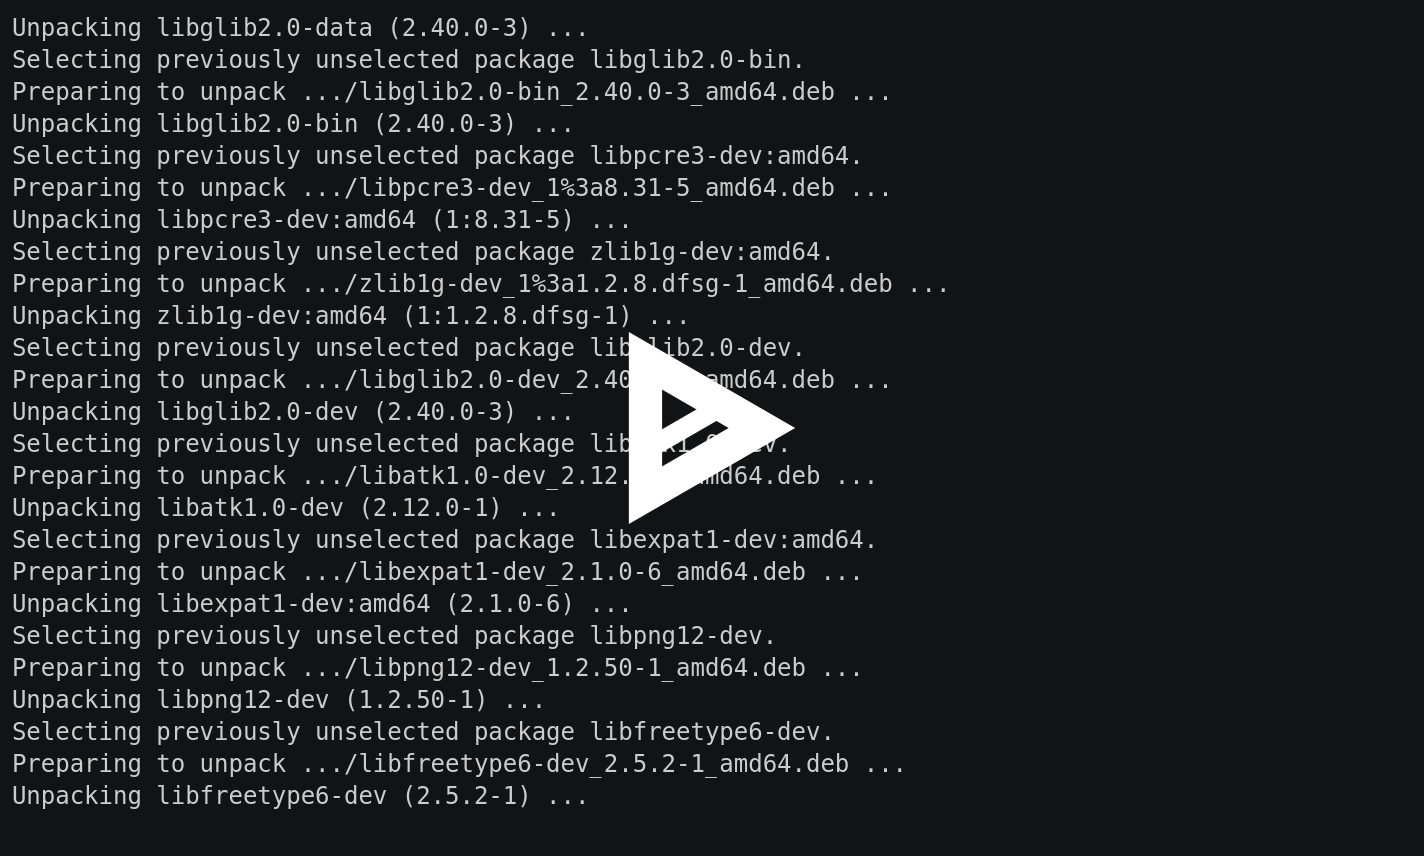 Unpacking libglib2.0-data (2.40.0-3) ...
Selecting previously unselected package libglib2.0-bin.
Preparing to unpack .../libglib2.0-bin_2.40.0-3_amd64.deb ...
Unpacking libglib2.0-bin (2.40.0-3) ...
Selecting previously unselected package libpcre3-dev:amd64.
Preparing to unpack .../libpcre3-dev_1%3a8.31-5_amd64.deb ...
Unpacking libpcre3-dev:amd64 (1:8.31-5) ...
Selecting previously unselected package zlib1g-dev:amd64.
Preparing to unpack .../zlib1g-dev_1%3a1.2.8.dfsg-1_amd64.deb ...
Unpacking zlib1g-dev:amd64 (1:1.2.8.dfsg-1) ...
Selecting previously unselected package libglib2.0-dev.
Preparing to unpack .../libglib2.0-dev_2.40.0-3_amd64.deb ...
Unpacking libglib2.0-dev (2.40.0-3) ...
Selecting previously unselected package libatk1.0-dev.
Preparing to unpack .../libatk1.0-dev_2.12.0-1_amd64.deb ...
Unpacking libatk1.0-dev (2.12.0-1) ...
Selecting previously unselected package libexpat1-dev:amd64.
Preparing to unpack .../libexpat1-dev_2.1.0-6_amd64.deb ...
Unpacking libexpat1-dev:amd64 (2.1.0-6) ...
Selecting previously unselected package libpng12-dev.
Preparing to unpack .../libpng12-dev_1.2.50-1_amd64.deb ...
Unpacking libpng12-dev (1.2.50-1) ...
Selecting previously unselected package libfreetype6-dev.
Preparing to unpack .../libfreetype6-dev_2.5.2-1_amd64.deb ...
Unpacking libfreetype6-dev (2.5.2-1) ...